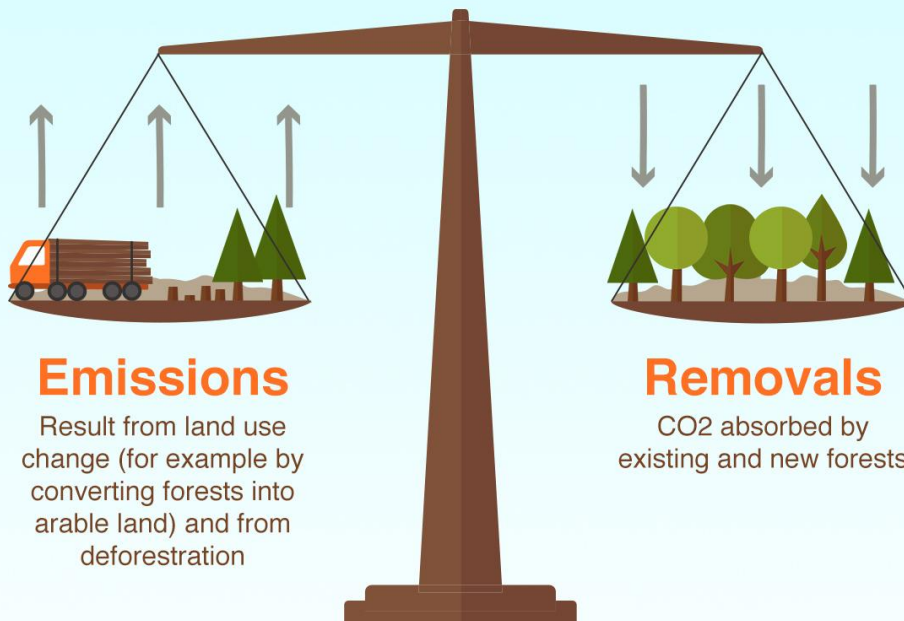 Emissions
Result from land use
change (for example by
converting forests into
arable land) and from
deforestration
Removals
CO2 absorbed by
existing and new forests